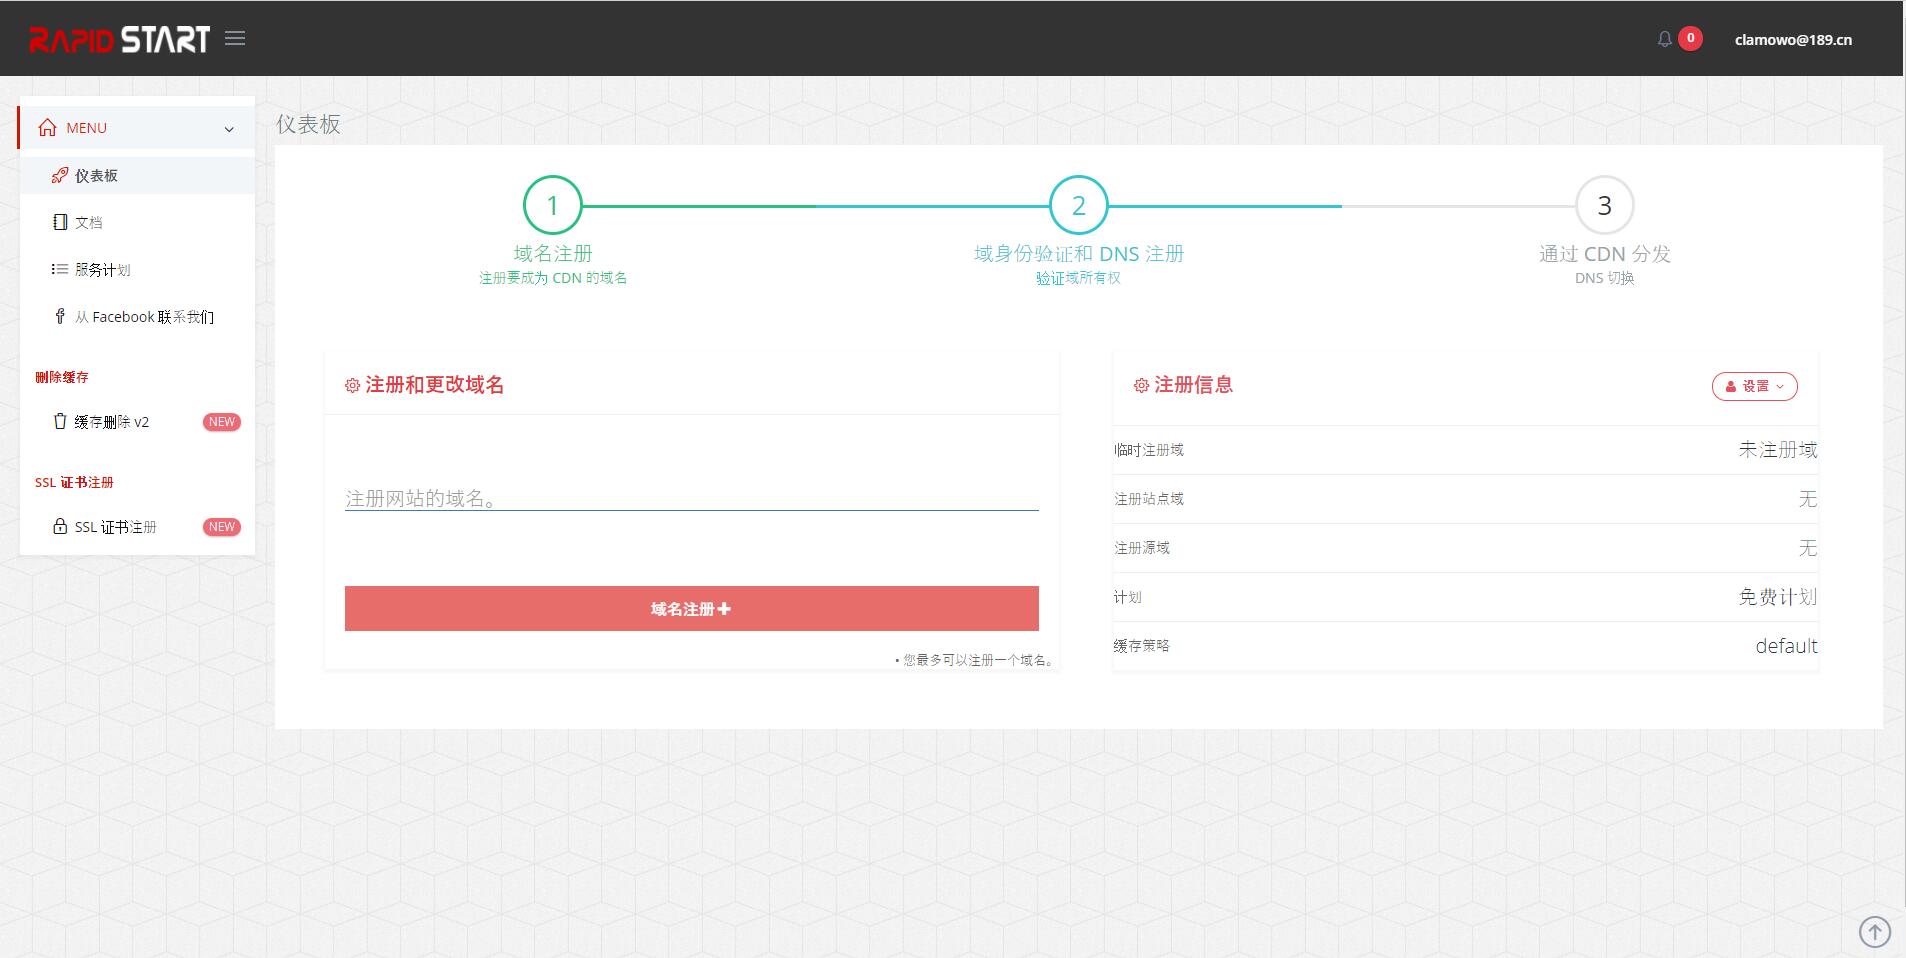 RAPID START
0
clamowo@189.cn
MENU
仪表板
文档
服务计划
从 Facebook 联系我们
删除缓存
缓存删除 v2 NEW
SSL 证书注册
SSL 证书注册 NEW
仪表板
1
域名注册
注册要成为 CDN 的域名
2
域身份验证和 DNS 注册
验证域所有权
3
通过 CDN 分发
DNS 切换
注册和更改域名
注册网站的域名。
域名注册
• 您最多可以注册一个域名。
注册信息
设置
临时注册域 未注册域
注册站点域 无
注册源域 无
计划 免费计划
缓存策略 default